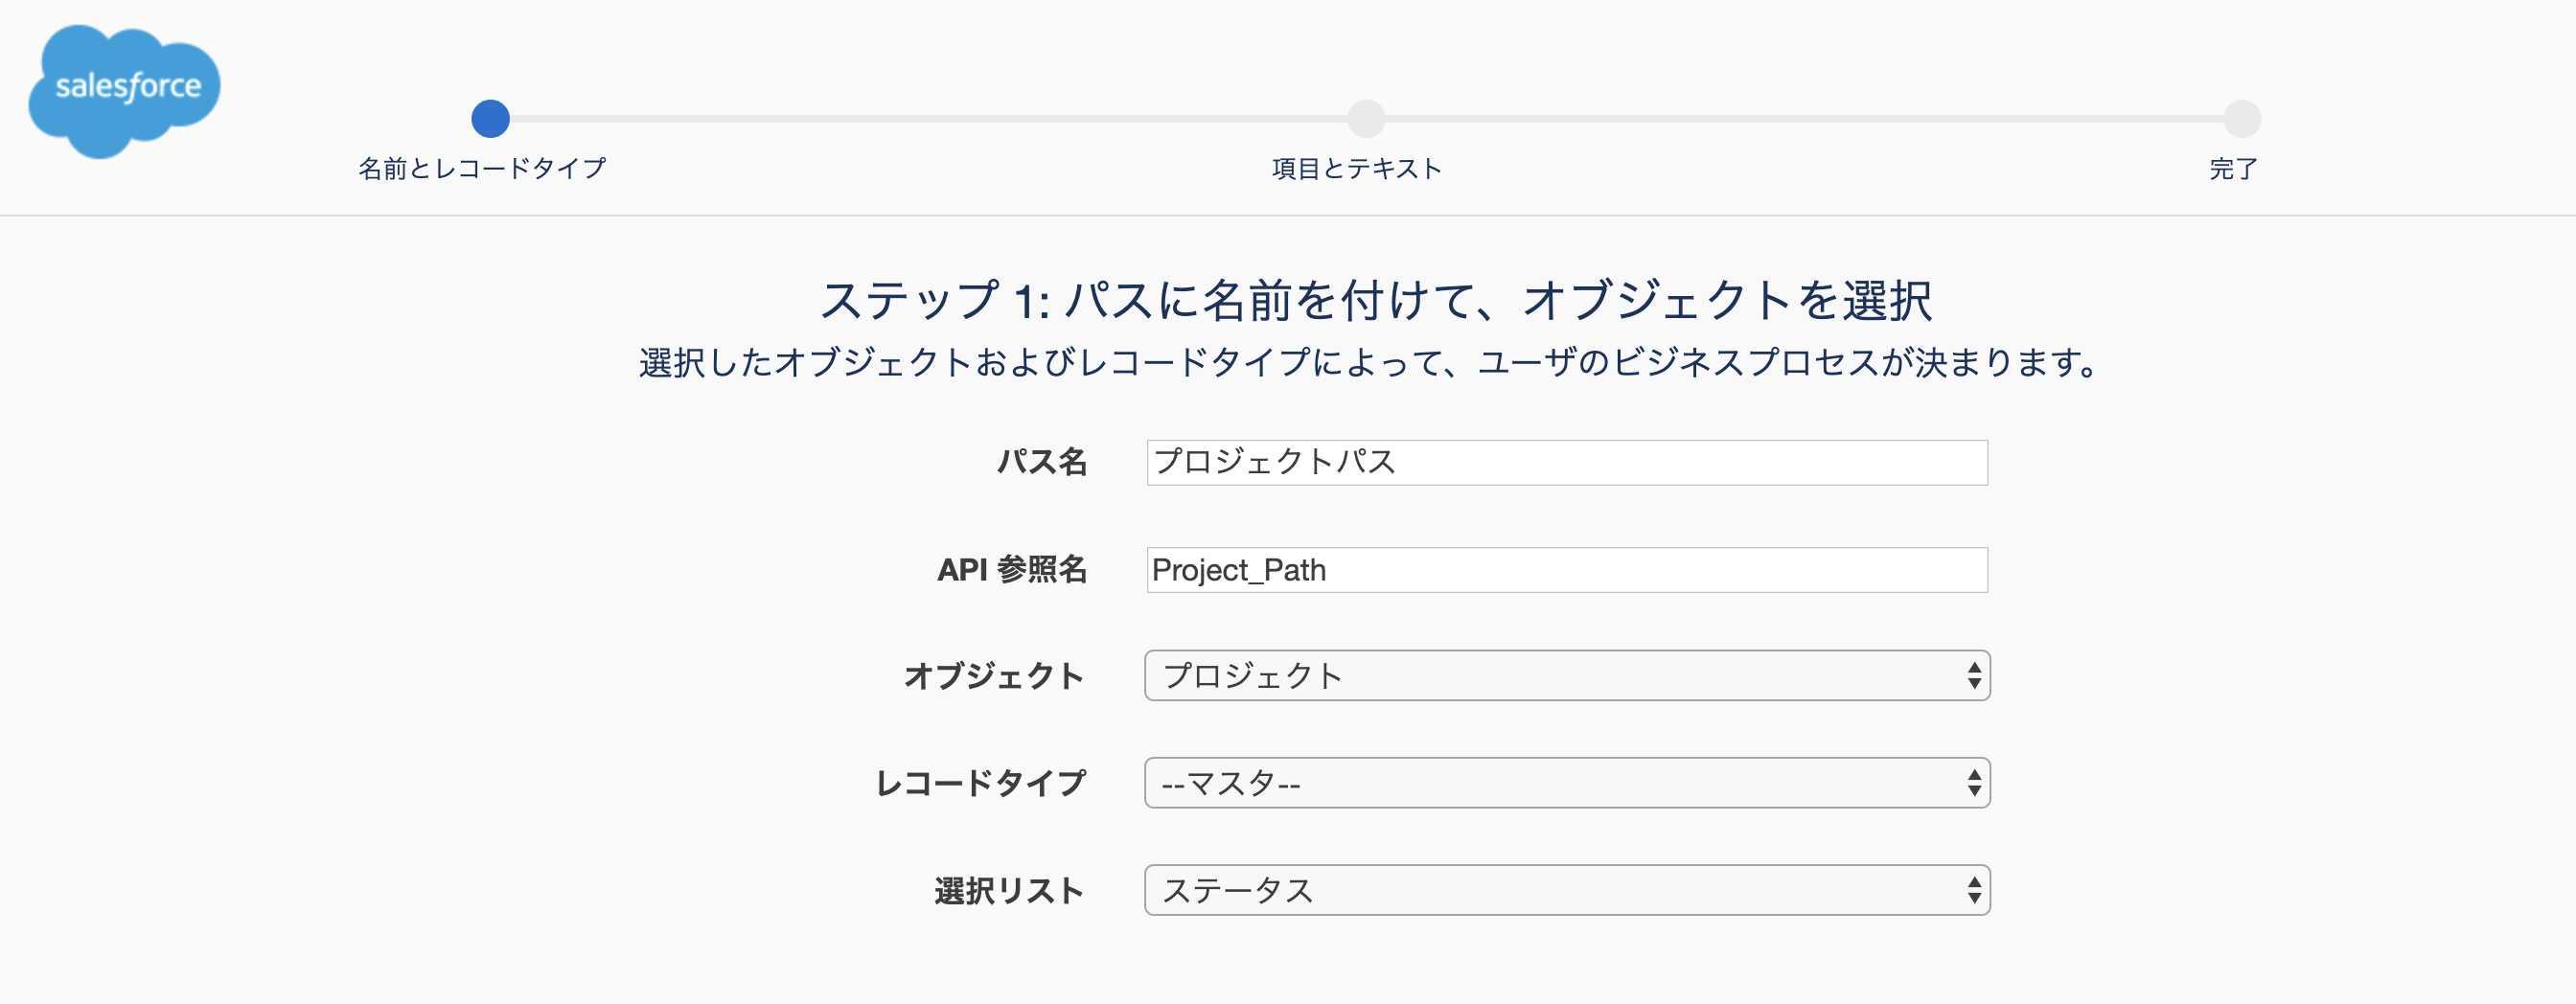 salesforce
名前とレコードタイプ
項目とテキスト
完了
ステップ 1: パスに名前を付けて、オブジェクトを選択
選択したオブジェクトおよびレコードタイプによって、ユーザのビジネスプロセスが決まります。
パス名 プロジェクトパス
API 参照名 Project_Path
オブジェクト プロジェクト
レコードタイプ --マスタ--
選択リスト ステータス